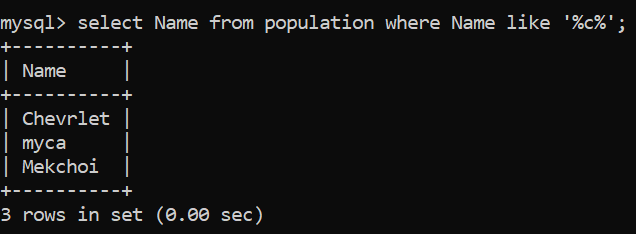 mysql> select Name from population where Name like '%c%';
+----------+
| Name     |
+----------+
| Chevrlet |
| myca     |
| Mekchoi  |
+----------+
3 rows in set (0.00 sec)